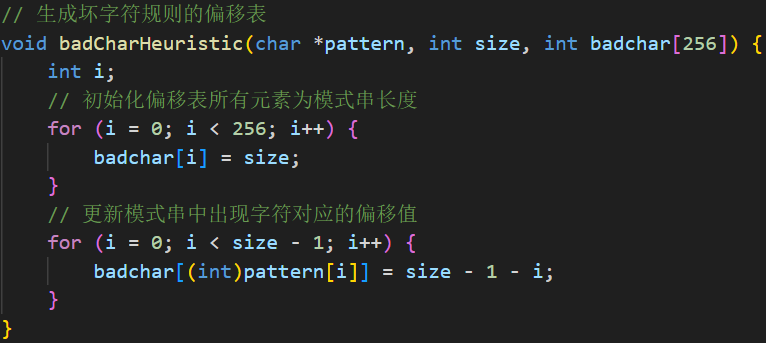 // 生成坏字符规则的偏移表
void badCharHeuristic(char *pattern, int size, int badchar[256]) {
    int i;
    // 初始化偏移表所有元素为模式串长度
    for (i = 0; i < 256; i++) {
        badchar[i] = size;
    }
    // 更新模式串中出现字符对应的偏移值
    for (i = 0; i < size - 1; i++) {
        badchar[(int)pattern[i]] = size - 1 - i;
    }
}